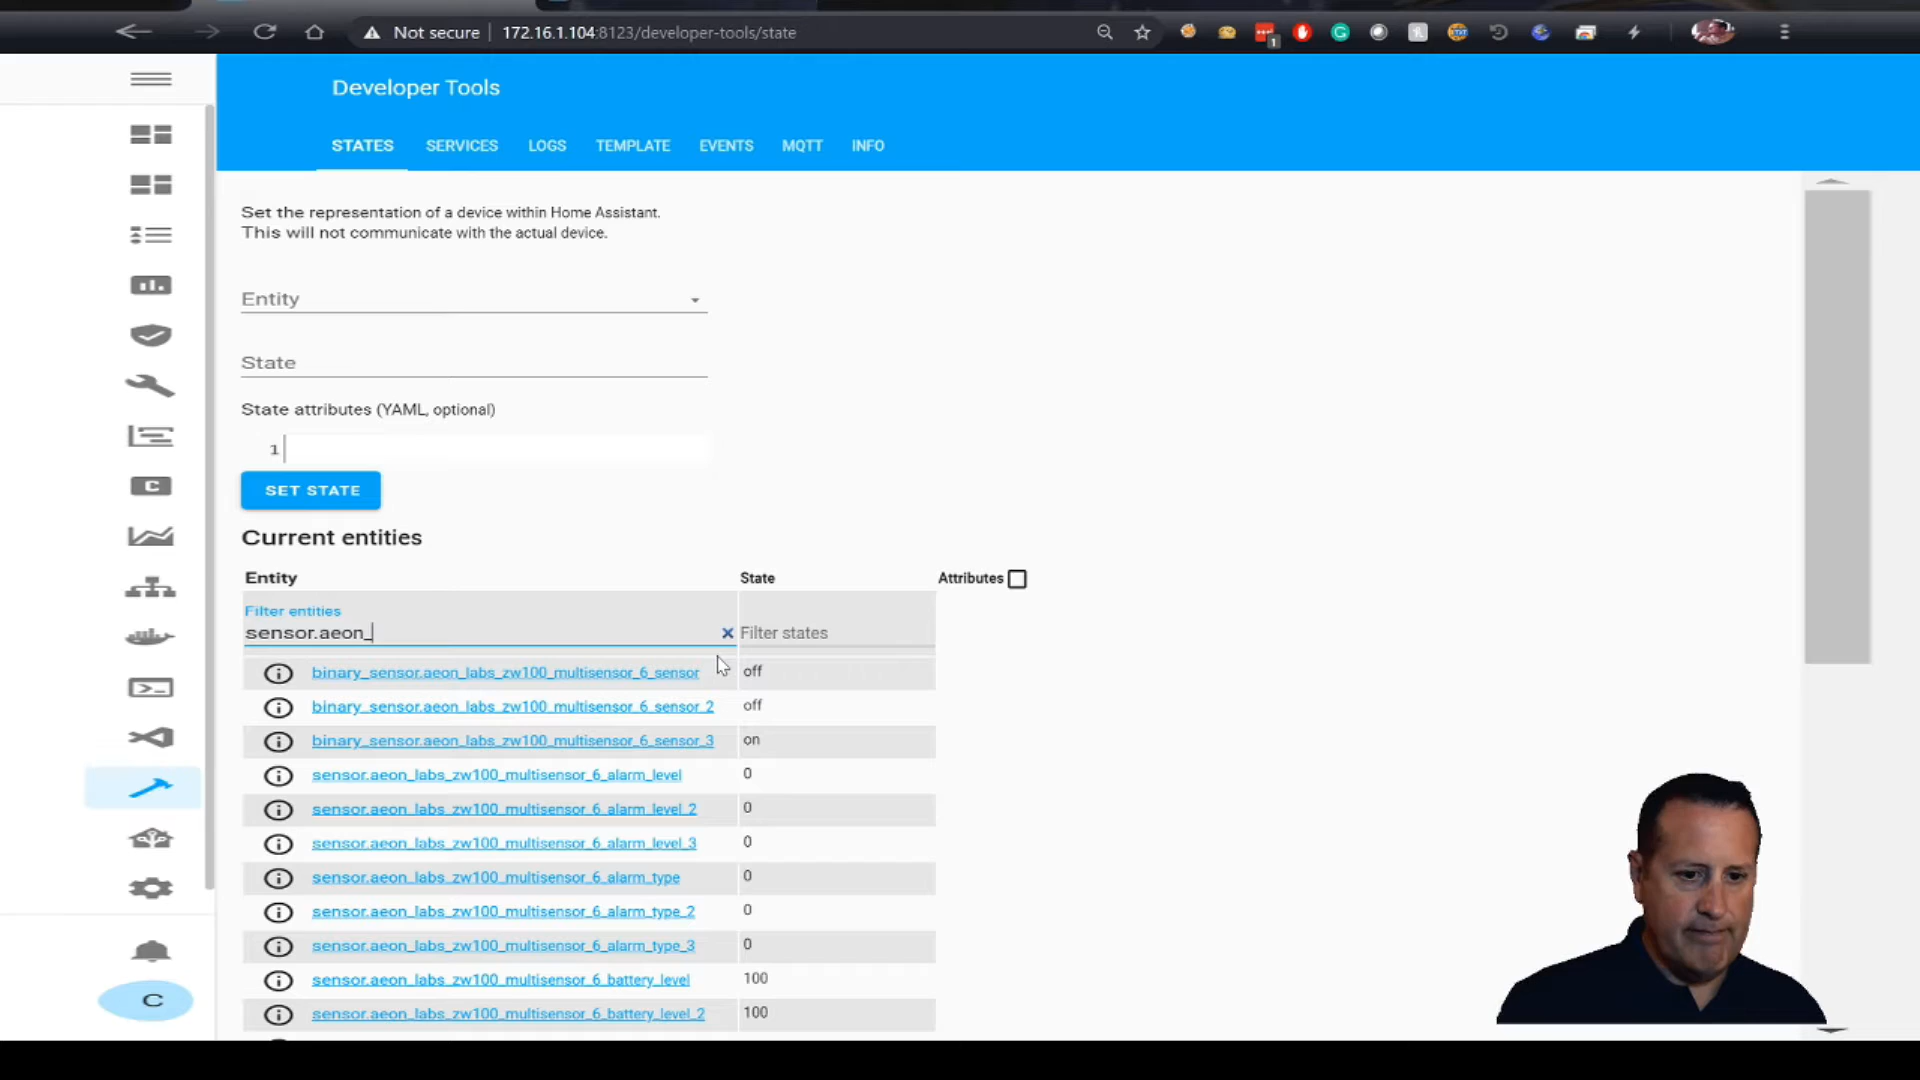 Not secure 172.16.1.104:8123/developer-tools/state
1
Developer Tools
STATES SERVICES LOGS TEMPLATE EVENTS MQTT INFO
Set the representation of a device within Home Assistant.
This will not communicate with the actual device.
Entity
State
State attributes (YAML, optional)
1
SET STATE
Current entities
Entity State Attributes
Filter entities
sensor.aeon_ Filter states
binary_sensor.aeon_labs_zw100_multisensor_6_sensor off
binary_sensor.aeon_labs_zw100_multisensor_6_sensor_2 off
binary_sensor.aeon_labs_zw100_multisensor_6_sensor_3 on
sensor.aeon_labs_zw100_multisensor_6_alarm_level 0
sensor.aeon_labs_zw100_multisensor_6_alarm_level_2 0
sensor.aeon_labs_zw100_multisensor_6_alarm_level_3 0
sensor.aeon_labs_zw100_multisensor_6_alarm_type 0
sensor.aeon_labs_zw100_multisensor_6_alarm_type_2 0
sensor.aeon_labs_zw100_multisensor_6_alarm_type_3 0
sensor.aeon_labs_zw100_multisensor_6_battery_level 100
sensor.aeon_labs_zw100_multisensor_6_battery_level_2 100
C
C